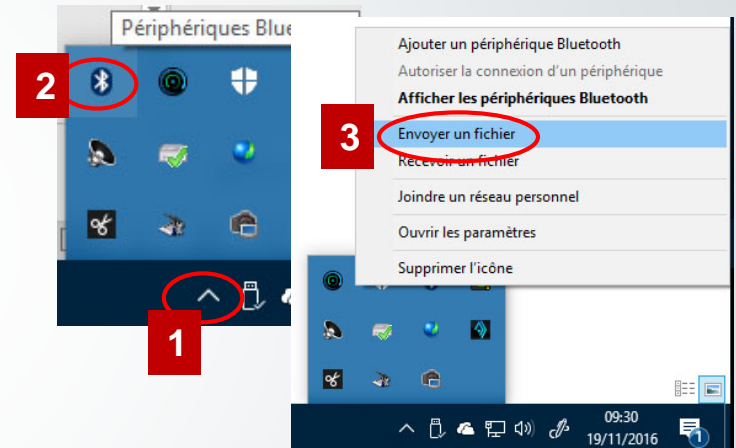 Périphériques Blue
2
1
Ajouter un périphérique Bluetooth
Autoriser la connexion d'un périphérique
Afficher les périphériques Bluetooth
3
Envoyer un fichier
Recevoir un fichier
Joindre un réseau personnel
Ouvrir les paramètres
Supprimer l'icône
09:30
19/11/2016
1